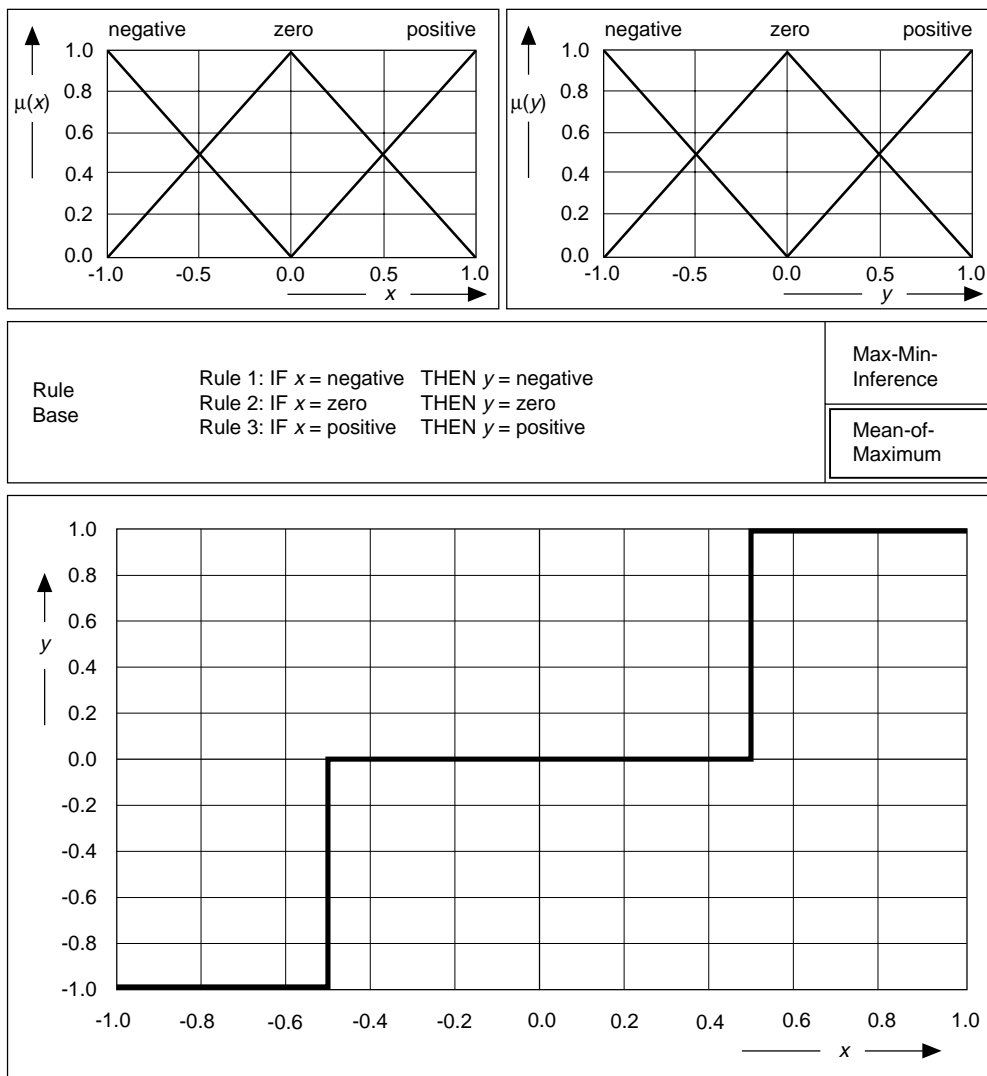 negative zero positive
1.0
0.8
μ(x)
0.6
0.4
0.2
0.0
-1.0 -0.5 0.0 0.5 1.0
x
negative zero positive
1.0
0.8
μ(y)
0.6
0.4
0.2
0.0
-1.0 -0.5 0.0 0.5 1.0
y
Rule
Base
Rule 1: IF x = negative THEN y = negative
Rule 2: IF x = zero THEN y = zero
Rule 3: IF x = positive THEN y = positive
Max-Min-
Inference
Mean-of-
Maximum
1.0
0.8
0.6
y
0.4
0.2
0.0
-0.2
-0.4
-0.6
-0.8
-1.0
-1.0 -0.8 -0.6 -0.4 -0.2 0.0 0.2 0.4 0.6 0.8 1.0
x